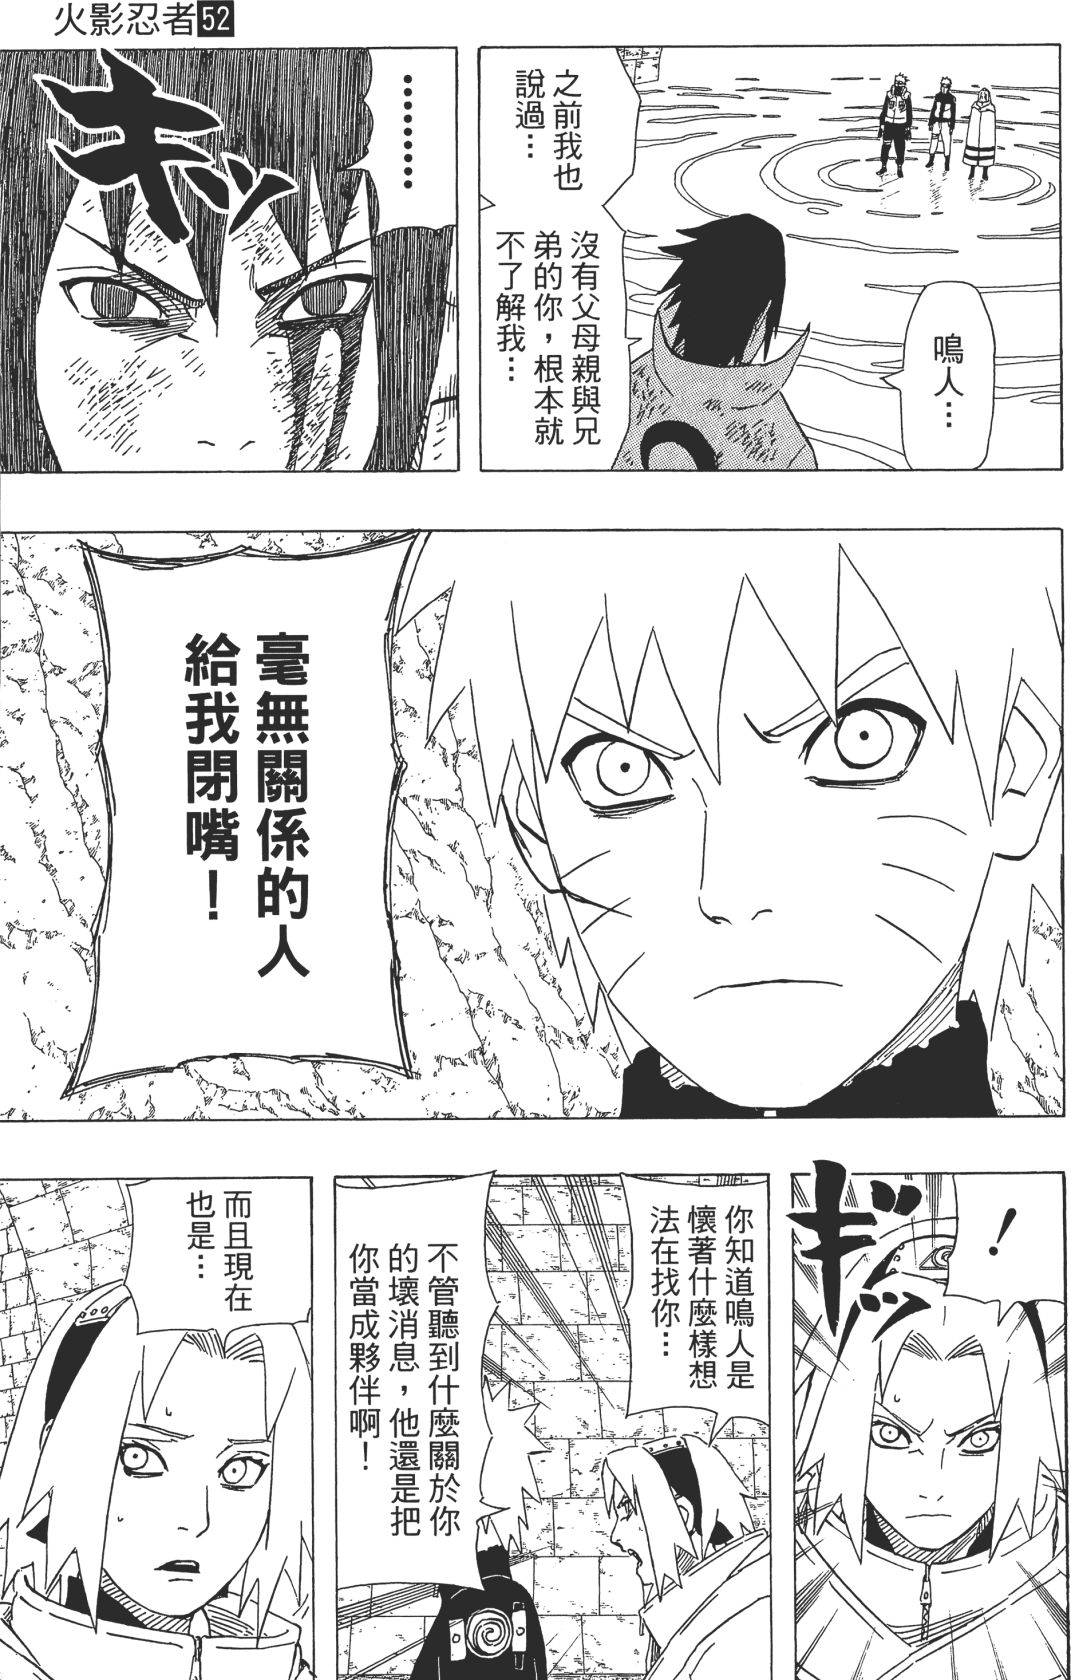 火影忍者52
鳴人…
之前我也
說過…
沒有父母親與兄
弟的你，根本就
不了解我…
………
キッ
毫無關係的人
給我閉嘴！
！
ギッ
你知道鳴人是
懷著什麼樣想
法在找你…
不管聽到什麼關於你
的壞消息，他還是把
你當成夥伴啊！
而且現在
也是…